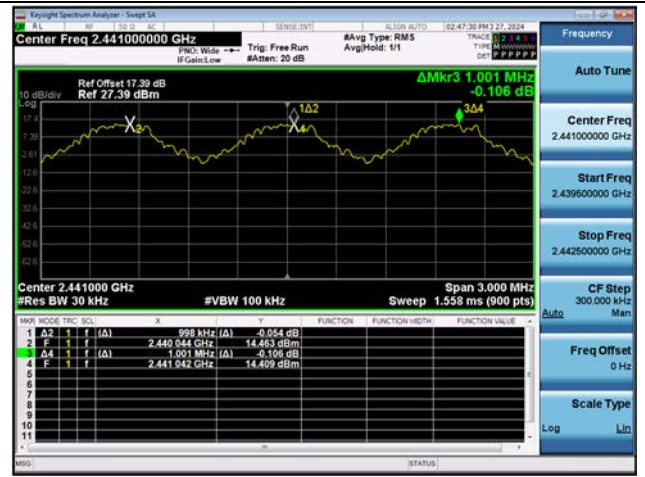 Keysight Spectrum Analyzer - Swept SA
RL RF 50 Ω AC SENSE:INT ALIGN AUTO 02:47:30 PM 3 27, 2024
Center Freq 2.441000000 GHz
PNO: Wide
IFGain:Low
Trig: Free Run
#Atten: 20 dB
#Avg Type: RMS
Avg|Hold: 1/1
TRACE 1 2 3 4 5 6
TYPE M W W W W W
DET P P P P P P
Ref Offset 17.39 dB
Ref 27.39 dBm
ΔMkr3 1.001 MHz
-0.106 dB
10 dB/div
Log
17.4
7.39
-2.61
-12.6
-22.6
-32.6
-42.6
-52.6
-62.6
1Δ2
3Δ4
2
4
Center 2.441000 GHz
Span 3.000 MHz
#Res BW 30 kHz
#VBW 100 kHz
Sweep 1.558 ms (900 pts)
MKR MODE TRC SCL X Y FUNCTION FUNCTION WIDTH FUNCTION VALUE
1 Δ2 1 f (Δ) 998 kHz (Δ) -0.054 dB
2 F 1 f 2.440 044 GHz 14.463 dBm
3 Δ4 1 f (Δ) 1.001 MHz (Δ) -0.106 dB
4 F 1 f 2.441 042 GHz 14.409 dBm
5
6
7
8
9
10
11
MSG
STATUS
Frequency
Auto Tune
Center Freq
2.441000000 GHz
Start Freq
2.439500000 GHz
Stop Freq
2.442500000 GHz
CF Step
300.000 kHz
Auto Man
Freq Offset
0 Hz
Scale Type
Log Lin